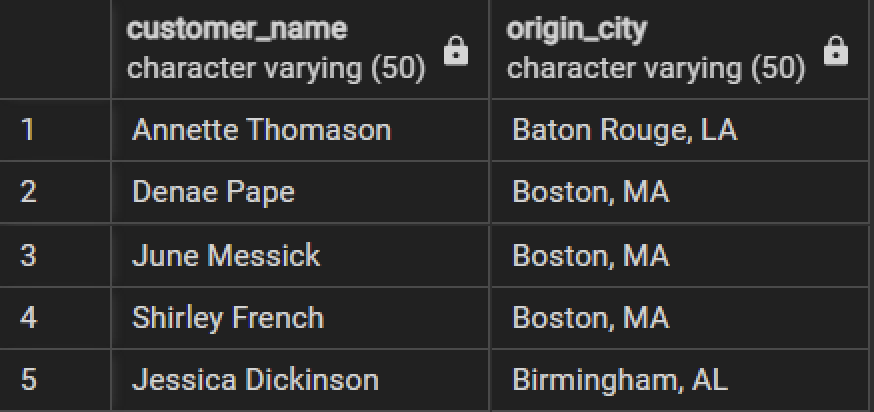 customer_name origin_city
character varying (50) character varying (50)
1 Annette Thomason Baton Rouge, LA
2 Denae Pape Boston, MA
3 June Messick Boston, MA
4 Shirley French Boston, MA
5 Jessica Dickinson Birmingham, AL